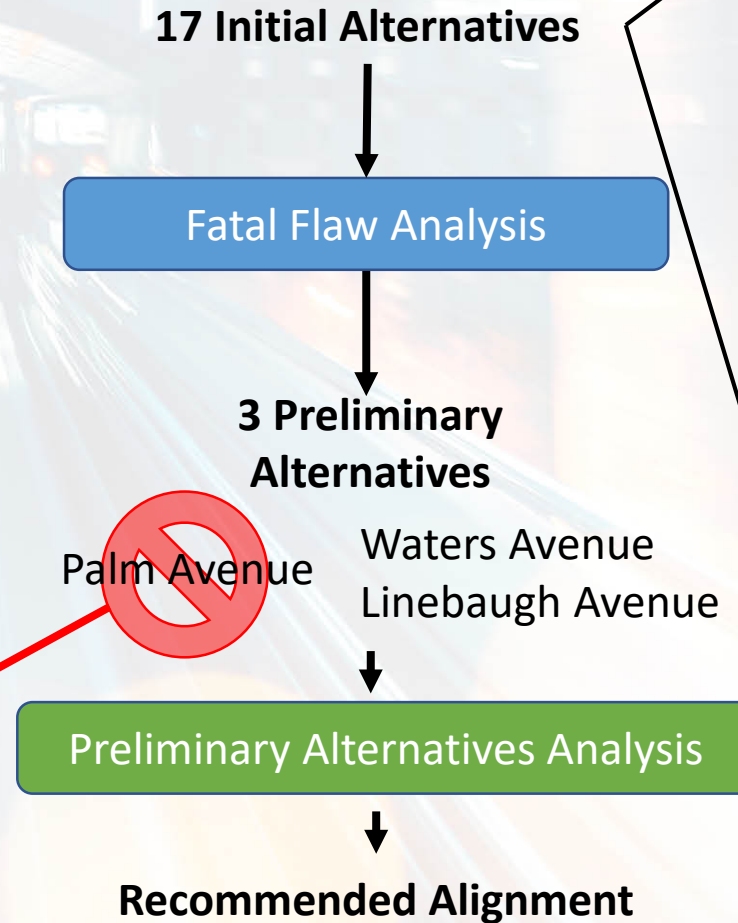 17 Initial Alternatives
Fatal Flaw Analysis
3 Preliminary
Alternatives
Palm Avenue
Waters Avenue
Linebaugh Avenue
Preliminary Alternatives Analysis
Recommended Alignment